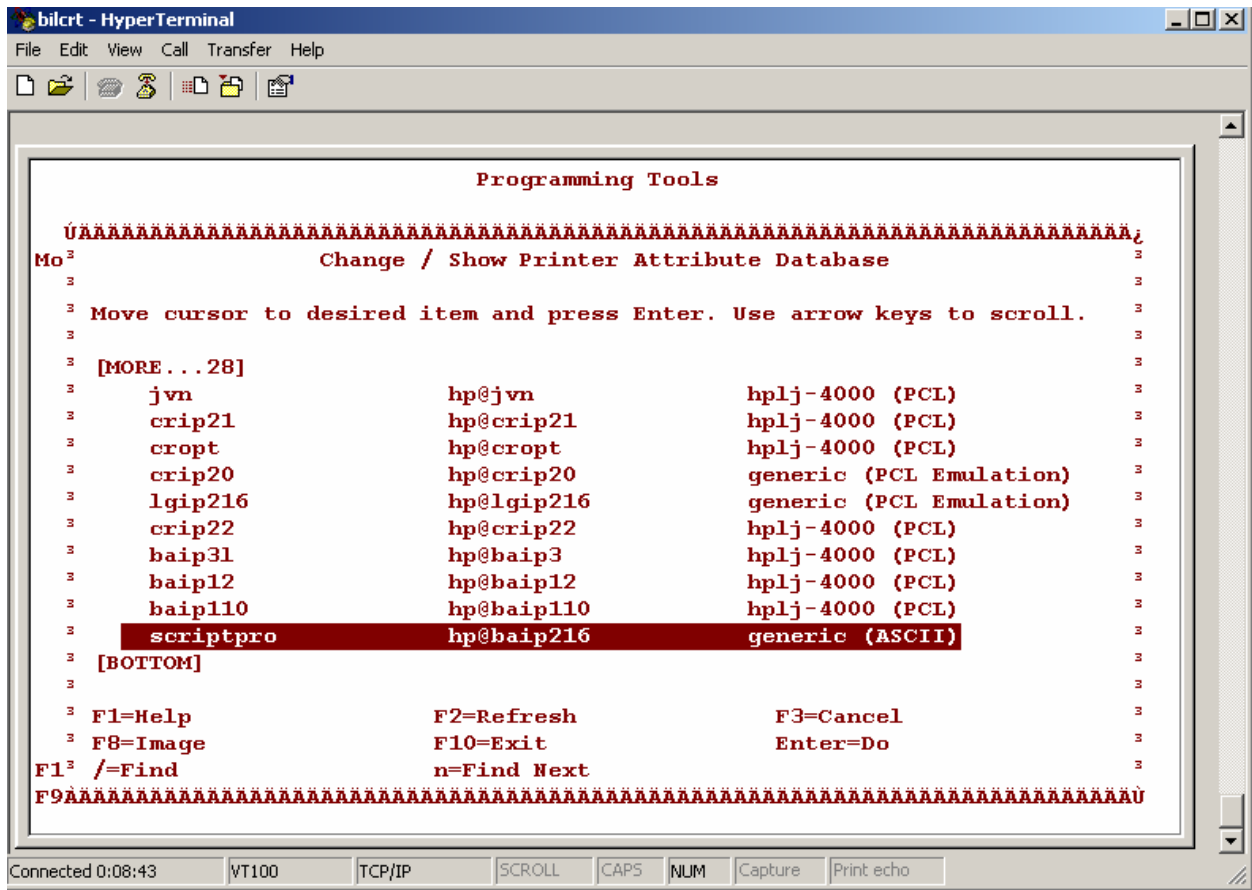 bilcrt - HyperTerminal
File Edit View Call Transfer Help
Programming Tools
ÚÄÄÄÄÄÄÄÄÄÄÄÄÄÄÄÄÄÄÄÄÄÄÄÄÄÄÄÄÄÄÄÄÄÄÄÄÄÄÄÄÄÄÄÄÄÄÄÄÄÄÄÄÄÄÄÄÄÄÄÄÄÄÄÄÄÄÄÄÄÄÄÄÄÄ¿
Mo³ Change / Show Printer Attribute Database ³
³ ³
³ Move cursor to desired item and press Enter. Use arrow keys to scroll. ³
³ ³
³ [MORE...28] ³
³ jvn hp@jvn hplj-4000 (PCL) ³
³ crip21 hp@crip21 hplj-4000 (PCL) ³
³ cropt hp@cropt hplj-4000 (PCL) ³
³ crip20 hp@crip20 generic (PCL Emulation) ³
³ lgip216 hp@lgip216 generic (PCL Emulation) ³
³ crip22 hp@crip22 hplj-4000 (PCL) ³
³ baip3l hp@baip3 hplj-4000 (PCL) ³
³ baip12 hp@baip12 hplj-4000 (PCL) ³
³ baip110 hp@baip110 hplj-4000 (PCL) ³
³ scriptpro hp@baip216 generic (ASCII) ³
³ [BOTTOM] ³
³ ³
³ F1=Help F2=Refresh F3=Cancel ³
³ F8=Image F10=Exit Enter=Do ³
F1³ /=Find n=Find Next ³
F9ÀÄÄÄÄÄÄÄÄÄÄÄÄÄÄÄÄÄÄÄÄÄÄÄÄÄÄÄÄÄÄÄÄÄÄÄÄÄÄÄÄÄÄÄÄÄÄÄÄÄÄÄÄÄÄÄÄÄÄÄÄÄÄÄÄÄÄÄÄÄÄÄÄÄÄÙ
Connected 0:08:43 VT100 TCP/IP SCROLL CAPS NUM Capture Print echo